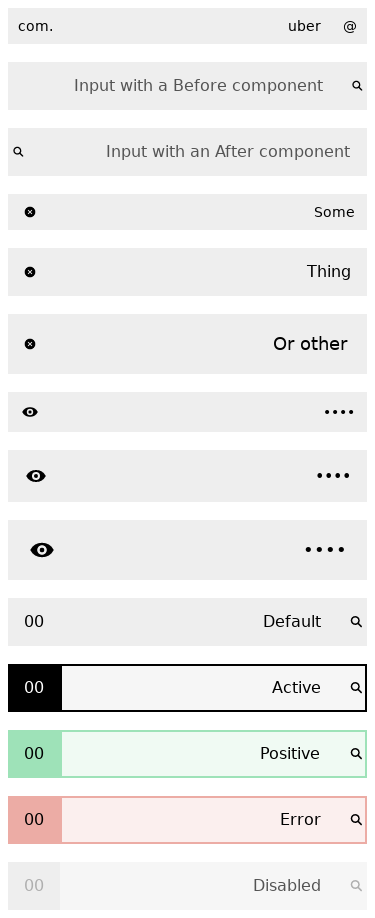 com. uber @
Input with a Before component
Input with an After component
Some
Thing
Or other
••••
••••
••••
00 Default
00 Active
00 Positive
00 Error
00 Disabled